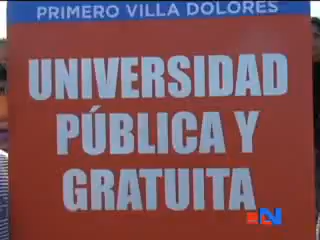 PRIMERO VILLA DOLORES
UNIVERSIDAD
PÚBLICA Y
GRATUITA
N